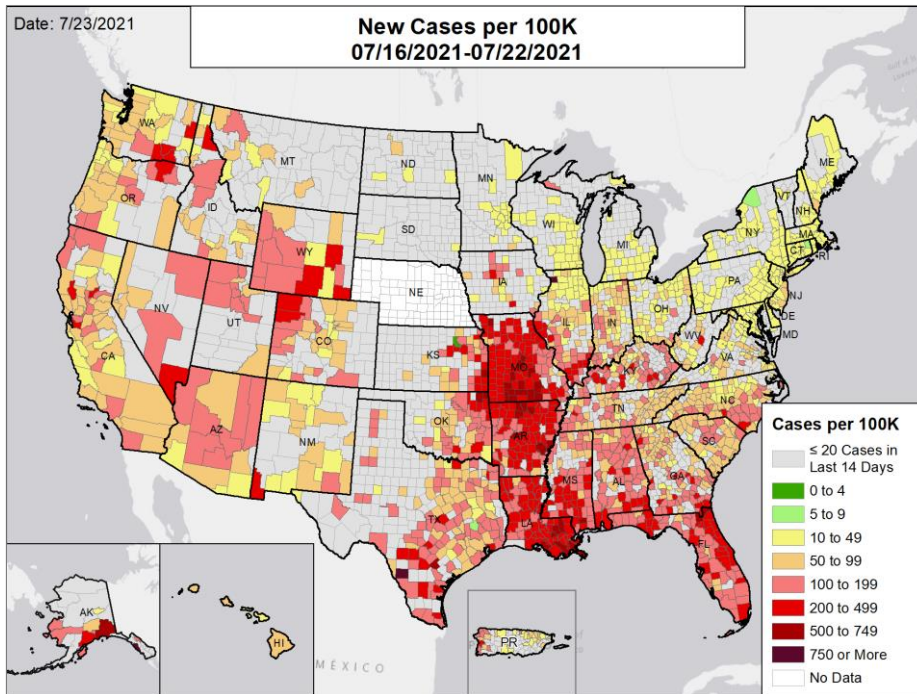 Date: 7/23/2021
New Cases per 100K
07/16/2021-07/22/2021
WA
MT
ND
MN
ME
OR
ID
SD
WI
MI
VT
NH
NY
MA
CT
RI
WY
IA
NE
PA
NJ
NV
UT
CO
IL
IN
OH
DE
MD
CA
KS
MO
WV
VA
KY
AZ
NM
OK
AR
TN
NC
SC
MS
AL
GA
TX
LA
FL
AK
HI
PR
MÉXICO
Cases per 100K
≤ 20 Cases in
Last 14 Days
0 to 4
5 to 9
10 to 49
50 to 99
100 to 199
200 to 499
500 to 749
750 or More
No Data